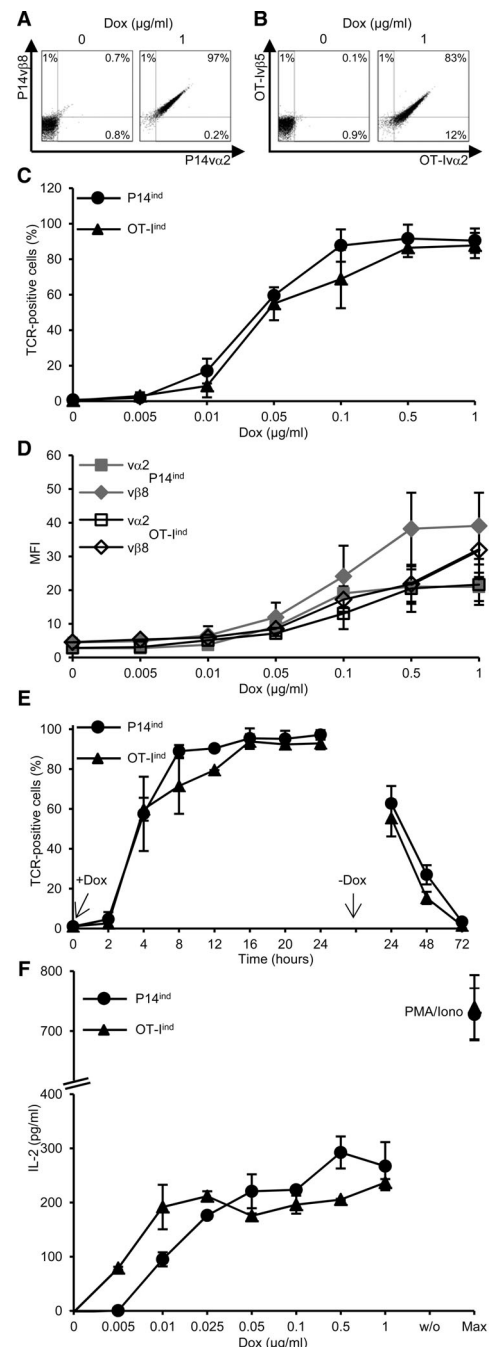 A
Dox (µg/ml)
0
1
P14vβ8
1%
0.7%
0.8%
1%
97%
0.2%
P14vα2
B
Dox (µg/ml)
0
1
OT-Ivβ5
1%
0.1%
0.9%
1%
83%
12%
OT-Ivα2
C
P14ind
OT-Iind
TCR-positive cells (%)
120
100
80
60
40
20
0
0 0.005 0.01 0.05 0.1 0.5 1
Dox (µg/ml)
D
vα2
vβ8
P14ind
vα2
vβ8
OT-Iind
MFI
60
50
40
30
20
10
0
0 0.005 0.01 0.05 0.1 0.5 1
Dox (µg/ml)
E
P14ind
OT-Iind
TCR-positive cells (%)
100
80
60
40
20
0
+Dox
-Dox
0 2 4 8 12 16 20 24 24 48 72
Time (hours)
F
P14ind
OT-Iind
PMA/Iono
IL-2 (pg/ml)
800
700
400
300
200
100
0
0 0.005 0.01 0.025 0.05 0.1 0.5 1 w/o Max
Dox (µg/ml)